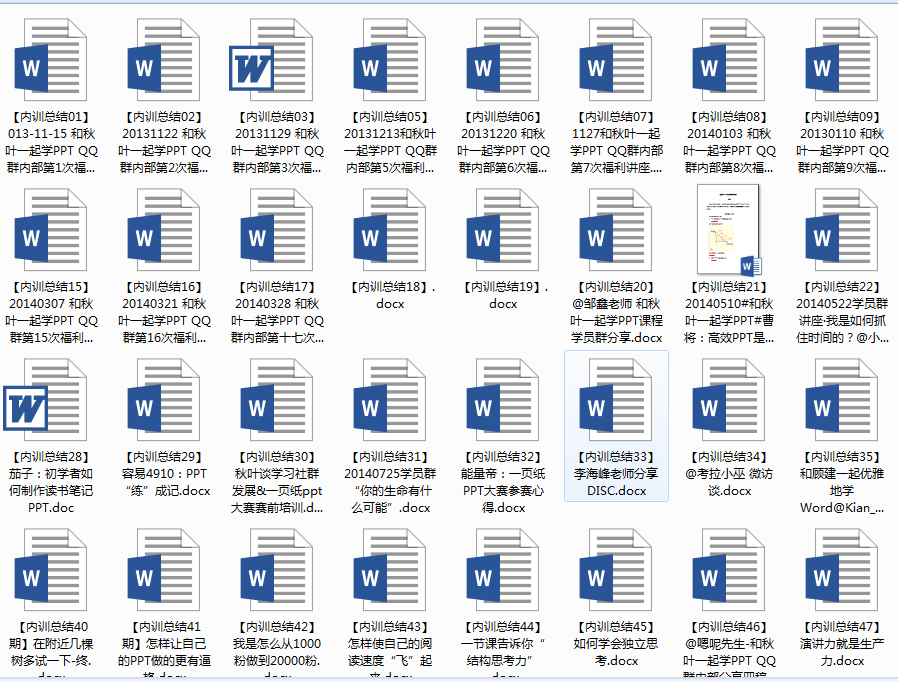 【内训总结01】
013-11-15 和秋
叶一起学PPT QQ
群内部第1次福...
【内训总结02】
20131122 和秋
叶一起学PPT QQ
群内部第2次福...
【内训总结03】
20131129 和秋
叶一起学PPT QQ
群内部第3次福...
【内训总结05】
20131213和秋叶
一起学PPT QQ群
内部第5次福利...
【内训总结06】
20131220 和秋
叶一起学PPT QQ
群内部第6次福...
【内训总结07】
1127和秋叶一起
学PPT QQ群内部
第7次福利讲座....
【内训总结08】
20140103 和秋
叶一起学PPT QQ
群内部第8次福...
【内训总结09】
20130110 和秋
叶一起学PPT QQ
群内部第9次福...
【内训总结15】
20140307 和秋
叶一起学PPT QQ
群第15次福利...
【内训总结16】
20140321 和秋
叶一起学PPT QQ
群第16次福利...
【内训总结17】
20140328 和秋
叶一起学PPT QQ
群内部第十七次...
【内训总结18】.
docx
【内训总结19】.
docx
【内训总结20】
@邹鑫老师 和秋
叶一起学PPT课程
学员群分享.docx
【内训总结21】
20140510#和秋
叶一起学PPT#曹
将：高效PPT是...
【内训总结22】
20140522学员群
讲座·我是如何抓
住时间的？@小...
【内训总结28】
茄子：初学者如
何制作读书笔记
PPT.doc
【内训总结29】
容易4910：PPT
“练”成记.docx
【内训总结30】
秋叶谈学习社群
发展&一页纸ppt
大赛赛前培训.d...
【内训总结31】
20140725学员群
“你的生命有什
么可能”.docx
【内训总结32】
能量帝：一页纸
PPT大赛参赛心
得.docx
【内训总结33】
李海峰老师分享
DISC.docx
【内训总结34】
@考拉小巫 微访
谈.docx
【内训总结35】
和顾建一起优雅
地学
Word@Kian_...
【内训总结40
期】在附近几棵
树多试一下-终.
docx
【内训总结41
期】怎样让自己
的PPT做的更有逼
格.docx
【内训总结42】
我是怎么从1000
粉做到20000粉.
docx
【内训总结43】
怎样使自己的阅
读速度“飞”起
来.docx
【内训总结44】
一节课告诉你“
结构思考力”
.docx
【内训总结45】
如何学会独立思
考.docx
【内训总结46】
@嗯呢先生-和秋
叶一起学PPT QQ
群内部分享四稿...
【内训总结47】
演讲力就是生产
力.docx